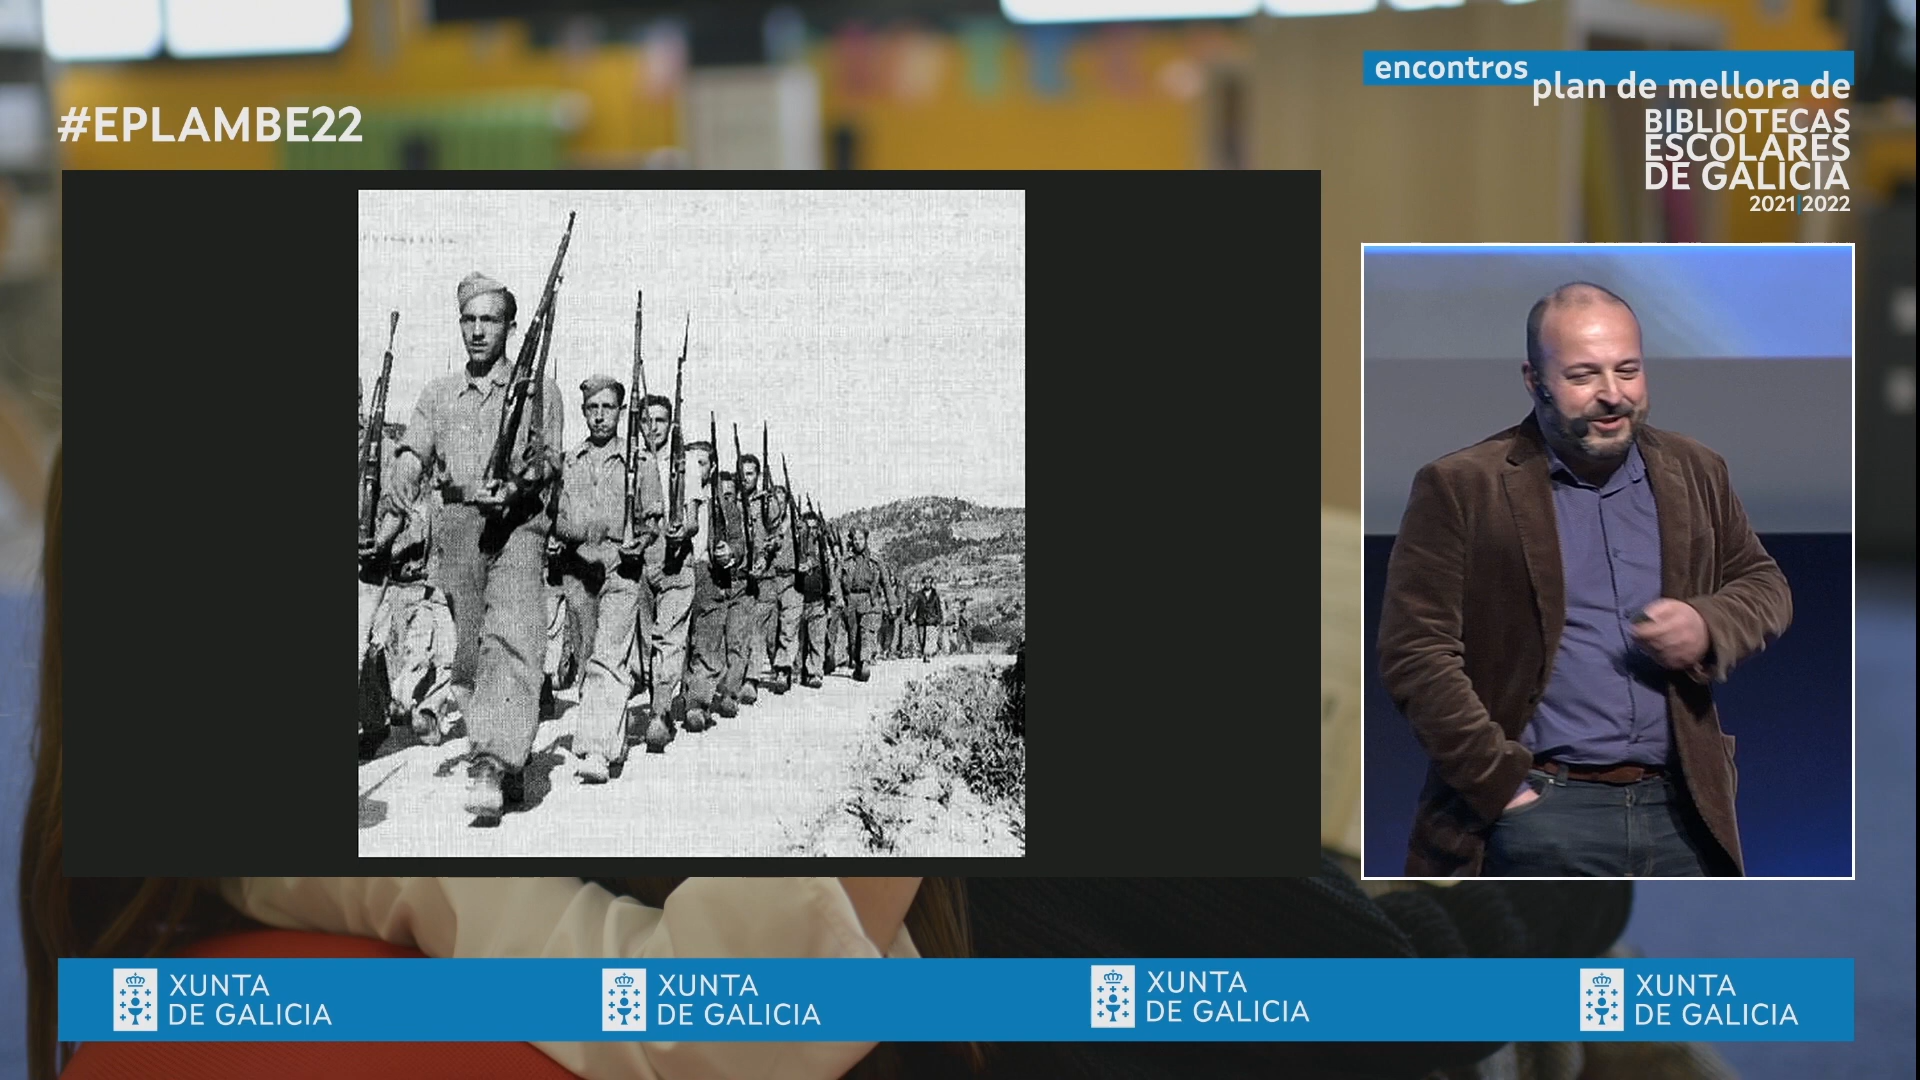 #EPLAMBE22
encontros
plan de mellora de
BIBLIOTECAS
ESCOLARES
DE GALICIA
2021|2022
XUNTA
DE GALICIA
XUNTA
DE GALICIA
XUNTA
DE GALICIA
XUNTA
DE GALICIA